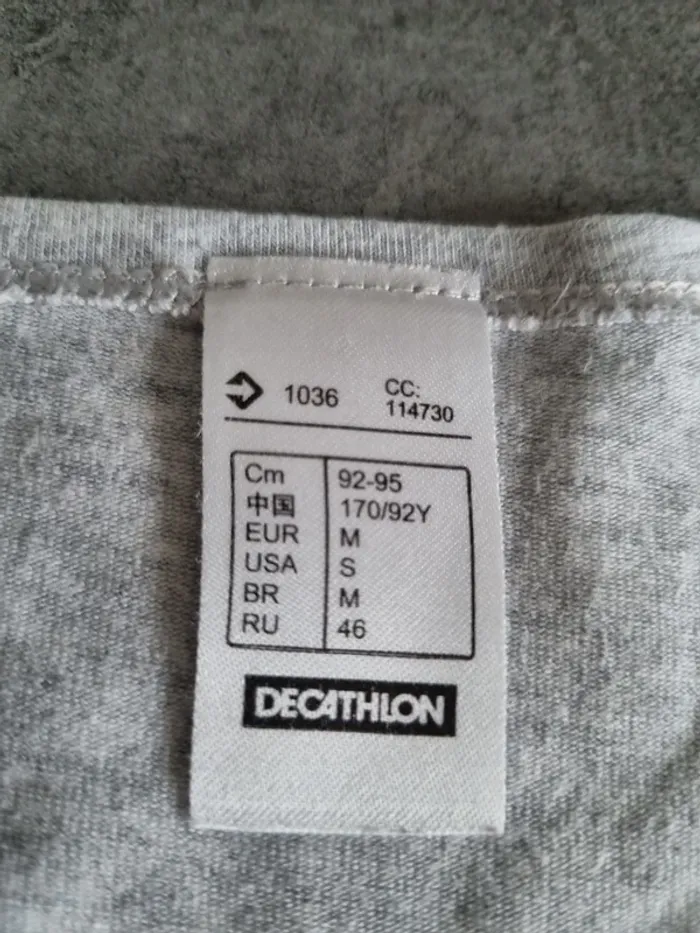 1036 CC:
114730
Cm 92-95
中国 170/92Y
EUR M
USA S
BR M
RU 46
DECATHLON